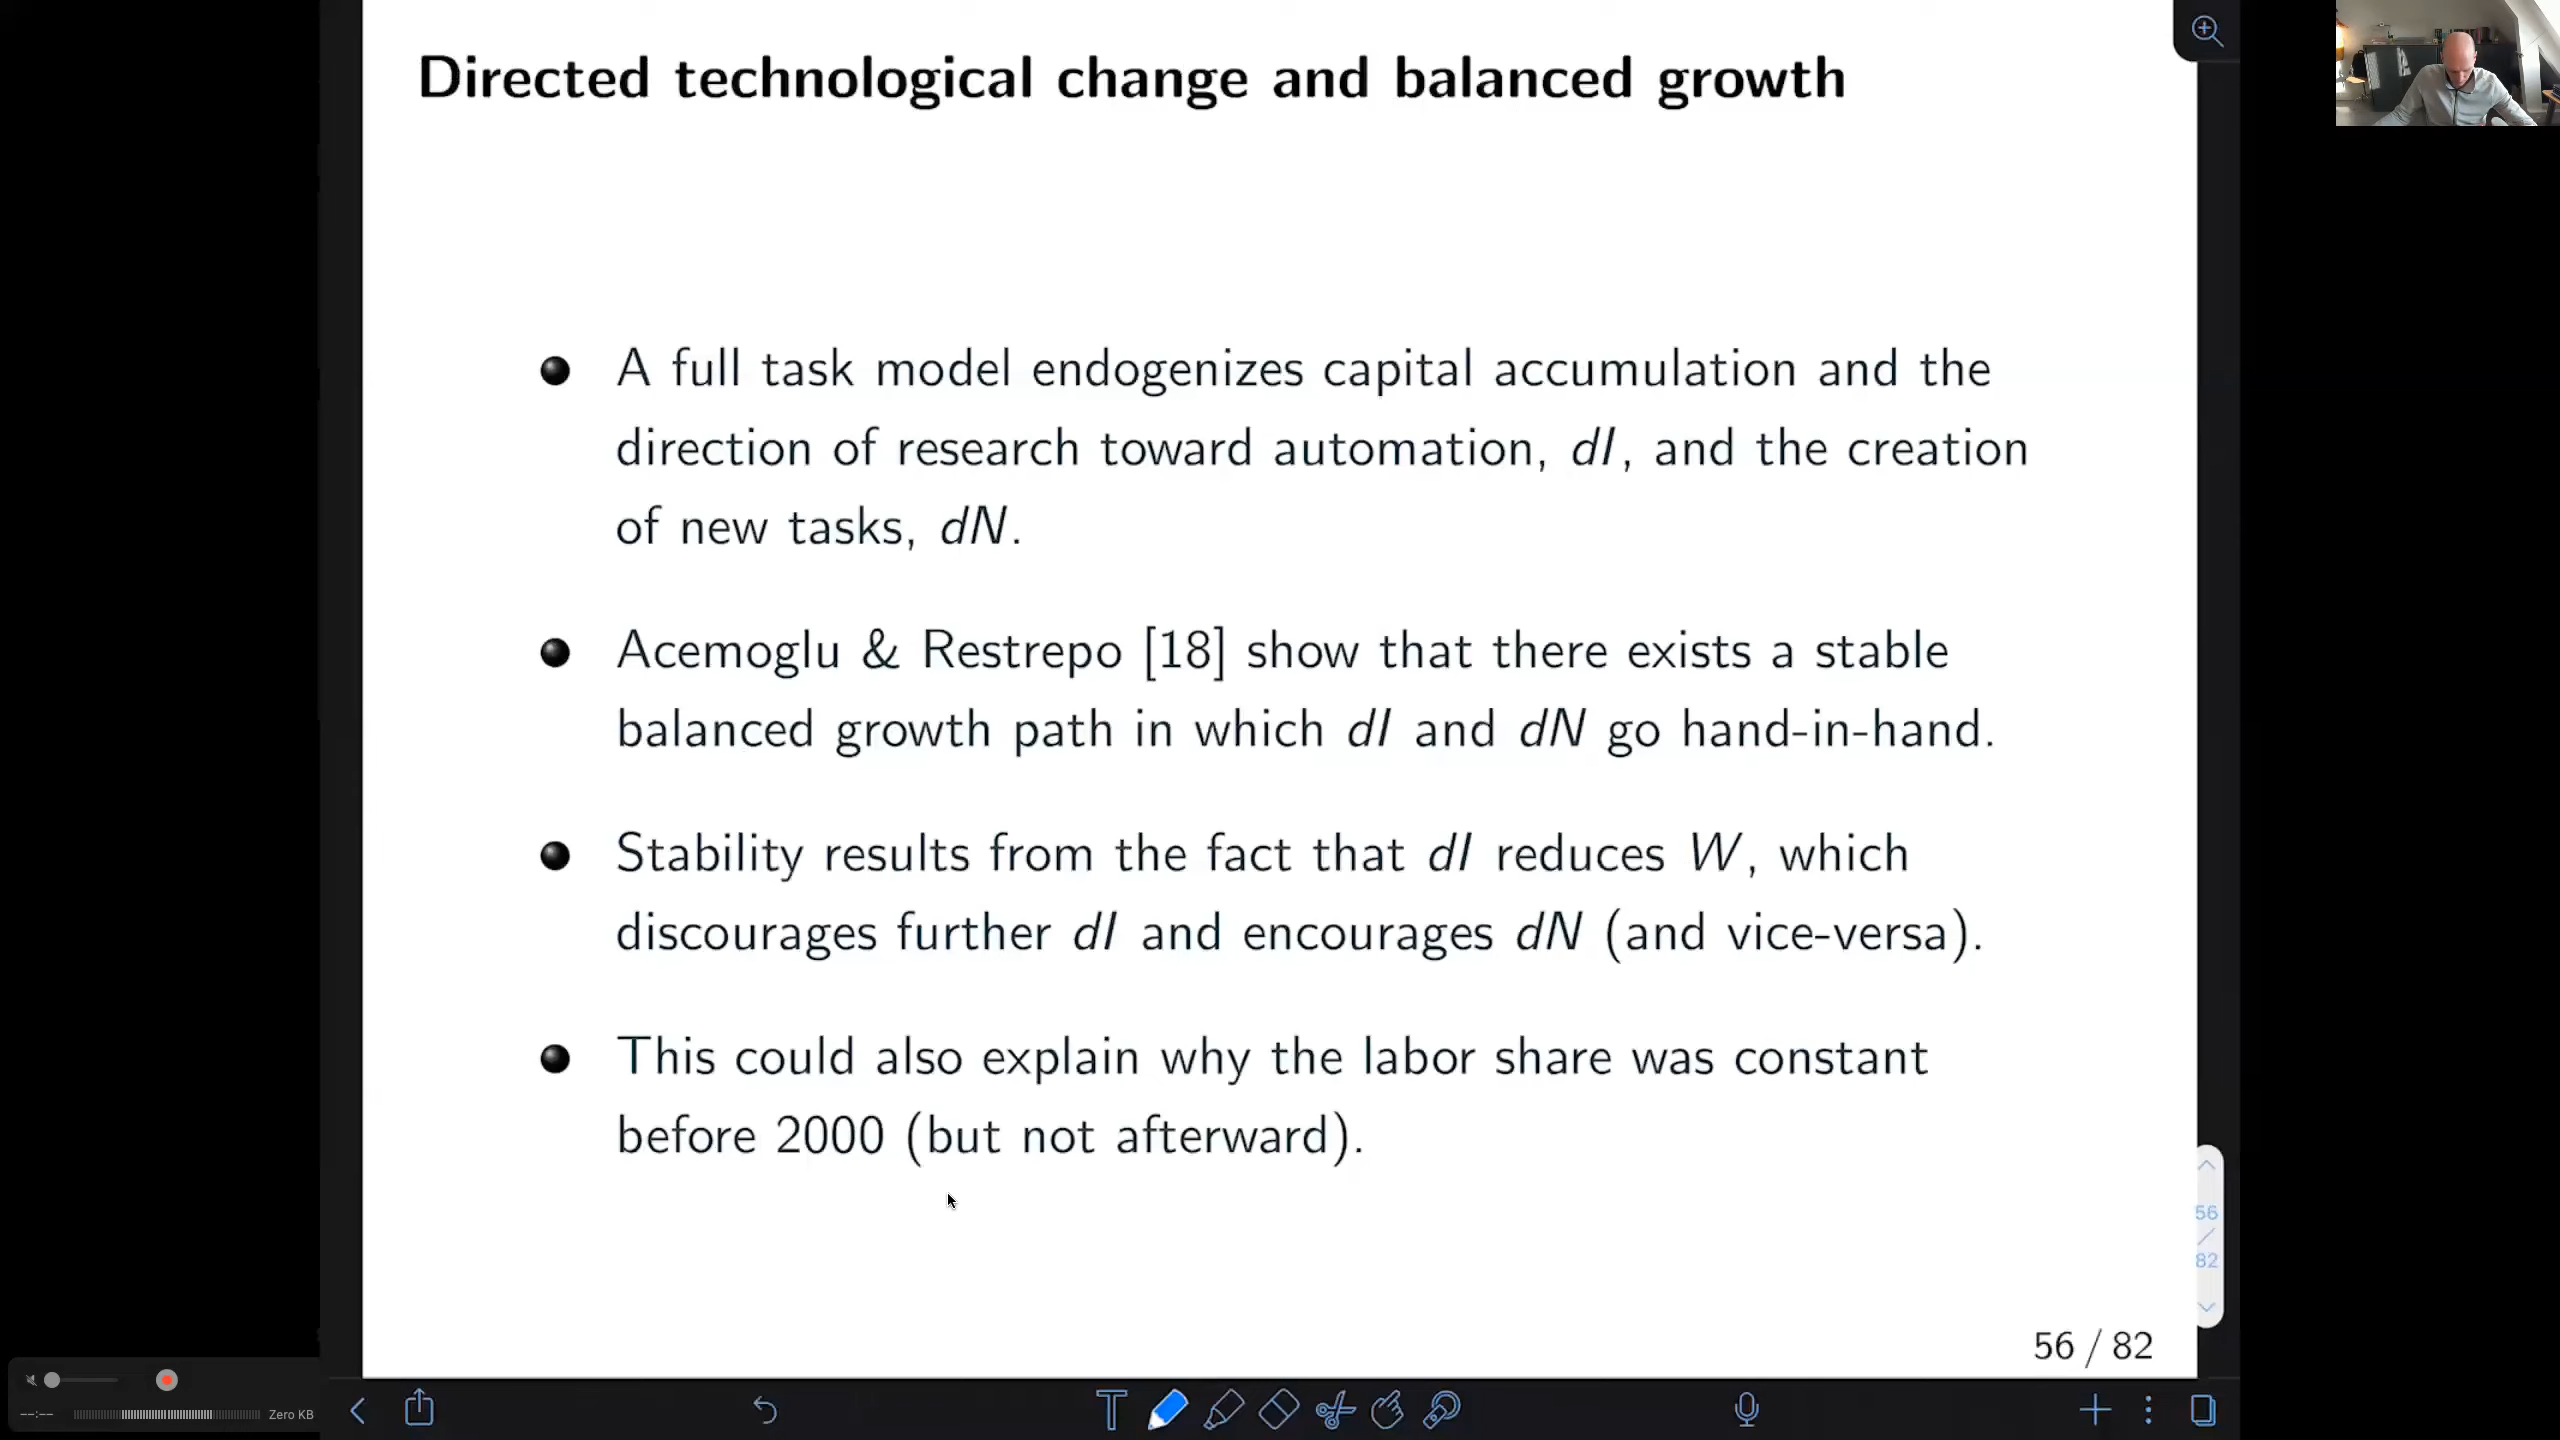 Directed technological change and balanced growth
A full task model endogenizes capital accumulation and the
direction of research toward automation, dI, and the creation
of new tasks, dN.
Acemoglu & Restrepo [18] show that there exists a stable
balanced growth path in which dI and dN go hand-in-hand.
Stability results from the fact that dI reduces W, which
discourages further dI and encourages dN (and vice-versa).
This could also explain why the labor share was constant
before 2000 (but not afterward).
56
/
82
56 / 82
--:--
Zero KB